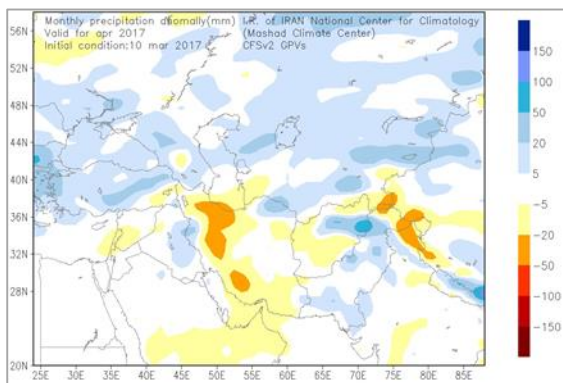 Monthly precipitation anomaly(mm) I.R. of IRAN National Center for Climatology
Valid for apr 2017 (Mashad Climate Center)
Initial condition:10 mar 2017 CFSv2 GPVs
56N
52N
48N
44N
40N
36N
32N
28N
24N
20N
25E 30E 35E 40E 45E 50E 55E 60E 65E 70E 75E 80E 85E
150
100
50
20
5
-5
-20
-50
-100
-150